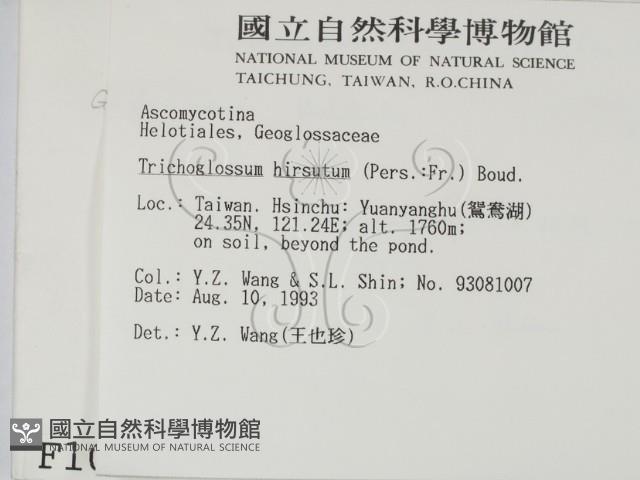 國立自然科學博物館
NATIONAL MUSEUM OF NATURAL SCIENCE
TAICHUNG, TAIWAN, R.O.CHINA
G
Ascomycotina
Helotiales, Geoglossaceae
Trichoglossum hirsutum (Pers.:Fr.) Boud.
Loc.: Taiwan. Hsinchu: Yuanyanghu(鴛鴦湖)
24.35N, 121.24E; alt. 1760m;
on soil, beyond the pond.
Col.: Y.Z. Wang & S.L. Shin; No. 93081007
Date: Aug. 10, 1993
Det.: Y.Z. Wang(王也珍)
國立自然科學博物館
NATIONAL MUSEUM OF NATURAL SCIENCE